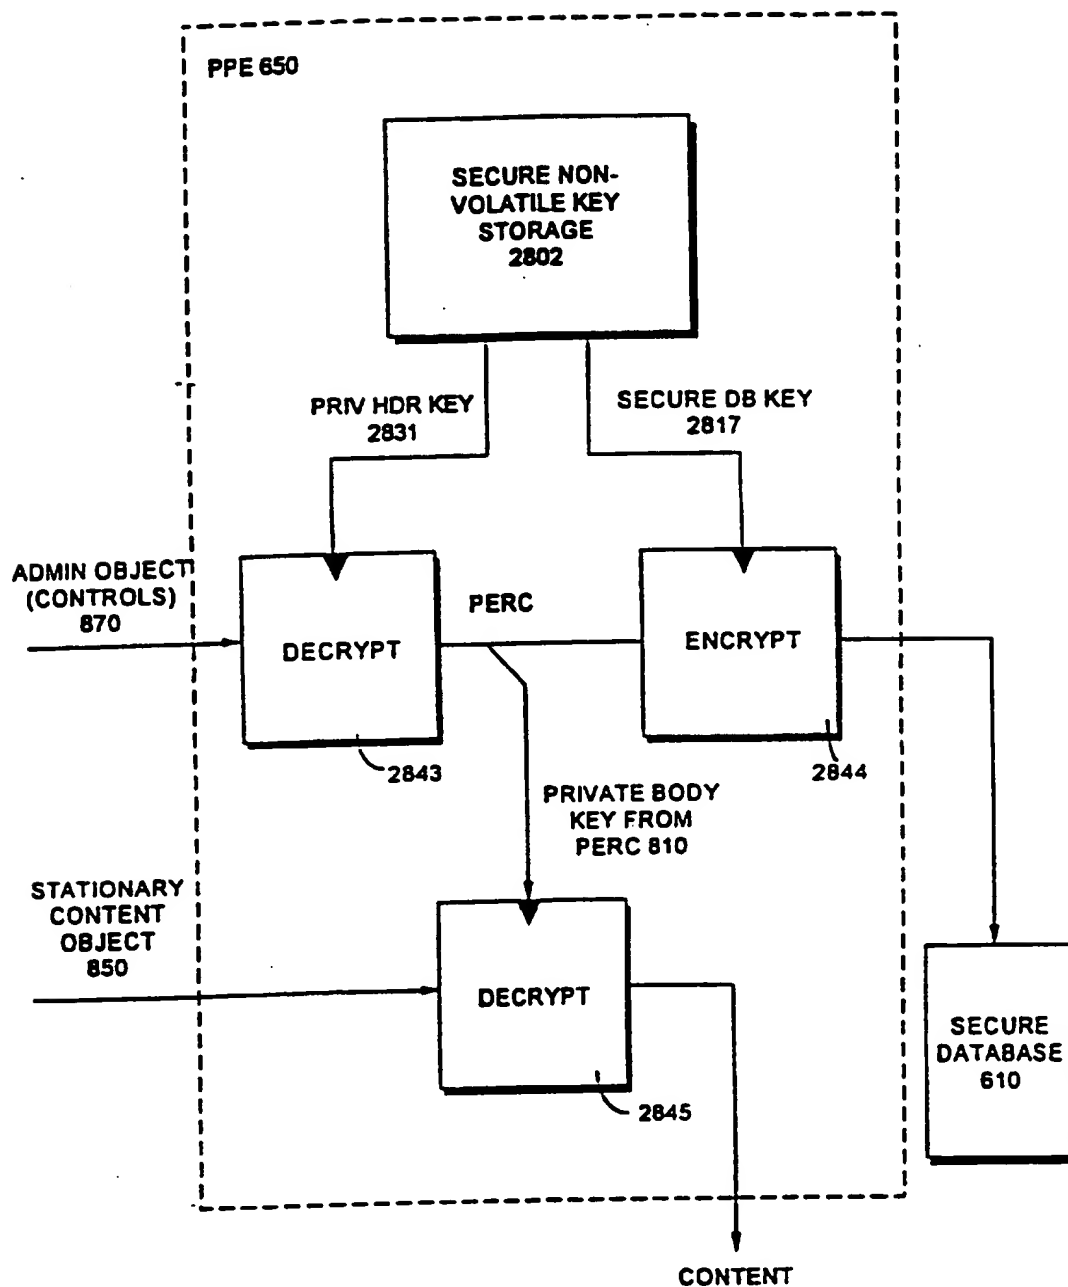 PPE 650
SECURE NON-
VOLATILE KEY
STORAGE
2802
PRIV HDR KEY
2831
SECURE DB KEY
2817
ADMIN OBJECT
(CONTROLS)
870
DECRYPT
2843
PERC
ENCRYPT
2844
PRIVATE BODY
KEY FROM
PERC 810
STATIONARY
CONTENT
OBJECT
850
DECRYPT
2845
SECURE
DATABASE
610
CONTENT